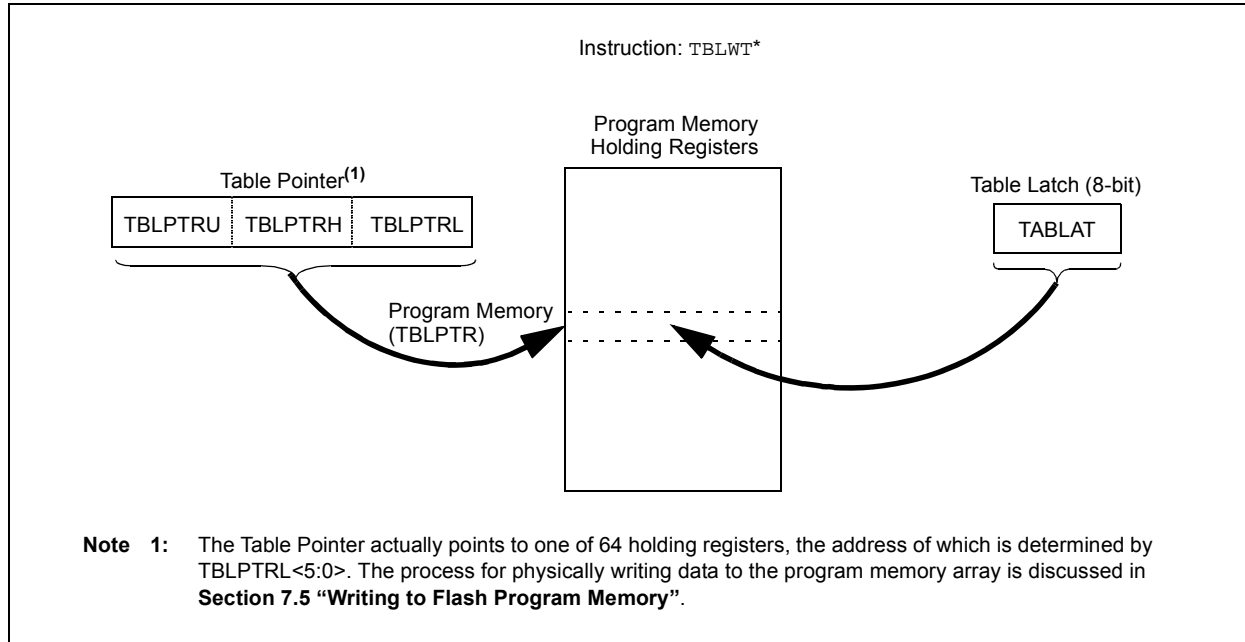 Instruction: TBLWT*
Program Memory
Holding Registers
Table Pointer(1)
Table Latch (8-bit)
TBLPTRU TBLPTRH TBLPTRL
TABLAT
Program Memory
(TBLPTR)
Note 1: The Table Pointer actually points to one of 64 holding registers, the address of which is determined by
TBLPTRL<5:0>. The process for physically writing data to the program memory array is discussed in
Section 7.5 “Writing to Flash Program Memory”.